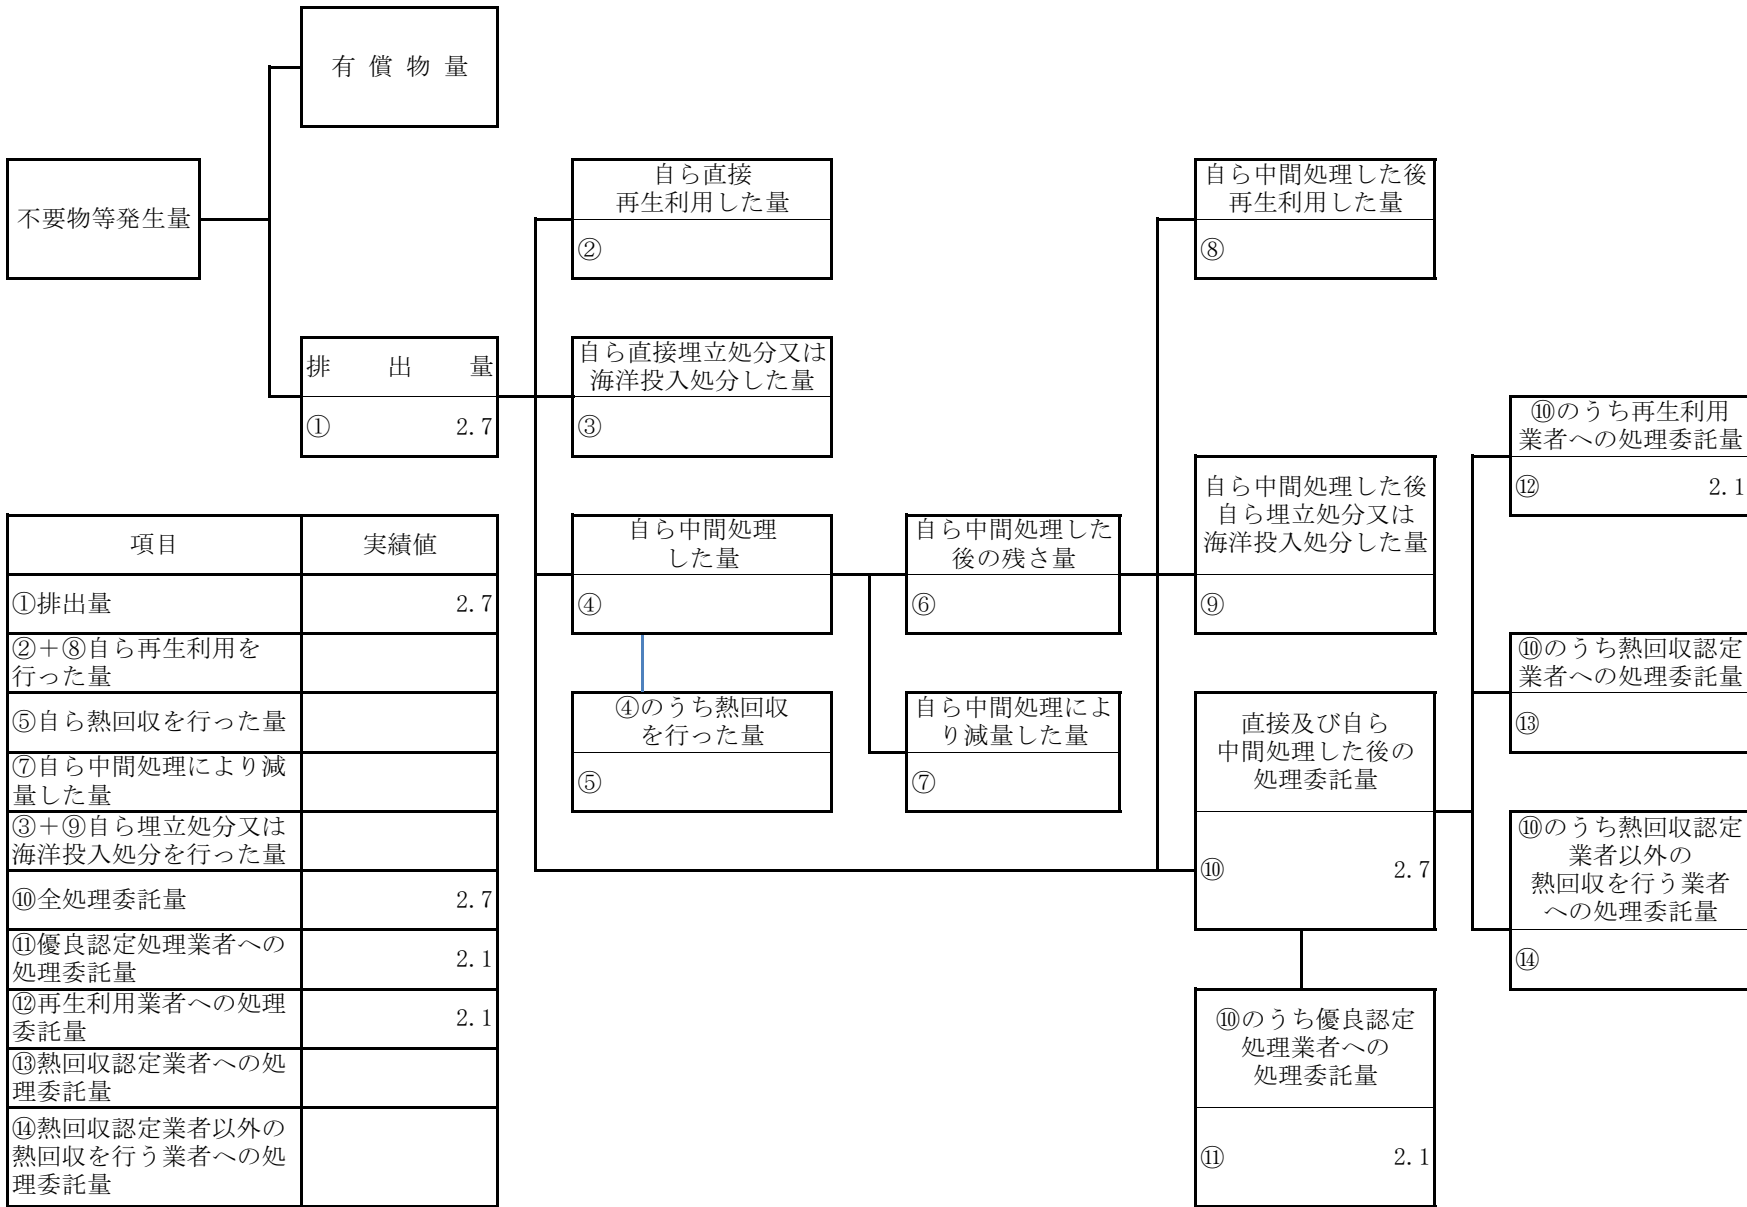 有 償 物 量
不要物等発生量
自ら直接
再生利用した量
②
自ら中間処理した後
再生利用した量
⑧
排 出 量
① 2.7
自ら直接埋立処分又は
海洋投入処分した量
③
⑩のうち再生利用
業者への処理委託量
⑫ 2.1
自ら中間処理した後
自ら埋立処分又は
海洋投入処分した量
⑨
自ら中間処理
した量
④
自ら中間処理した
後の残さ量
⑥
④のうち熱回収
を行った量
⑤
自ら中間処理によ
り減量した量
⑦
直接及び自ら
中間処理した後の
処理委託量
⑩ 2.7
⑩のうち熱回収認定
業者への処理委託量
⑬
⑩のうち熱回収認定
業者以外の
熱回収を行う業者
への処理委託量
⑭
⑩のうち優良認定
処理業者への
処理委託量
⑪ 2.1
項目 実績値
①排出量 2.7
②＋⑧自ら再生利用を
行った量
⑤自ら熱回収を行った量
⑦自ら中間処理により減
量した量
③＋⑨自ら埋立処分又は
海洋投入処分を行った量
⑩全処理委託量 2.7
⑪優良認定処理業者への
処理委託量 2.1
⑫再生利用業者への処理
委託量 2.1
⑬熱回収認定業者への処
理委託量
⑭熱回収認定業者以外の
熱回収を行う業者への処
理委託量